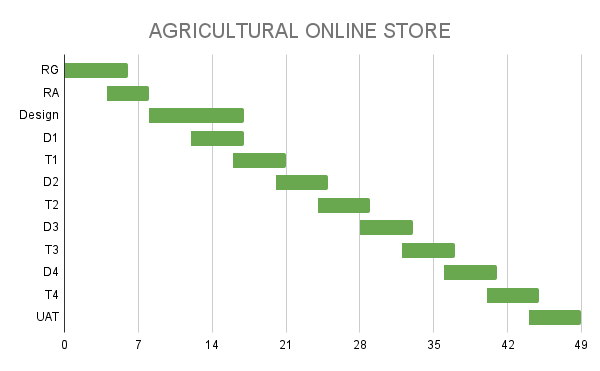 AGRICULTURAL ONLINE STORE
RG
RA
Design
D1
T1
D2
T2
D3
T3
D4
T4
UAT
0 7 14 21 28 35 42 49